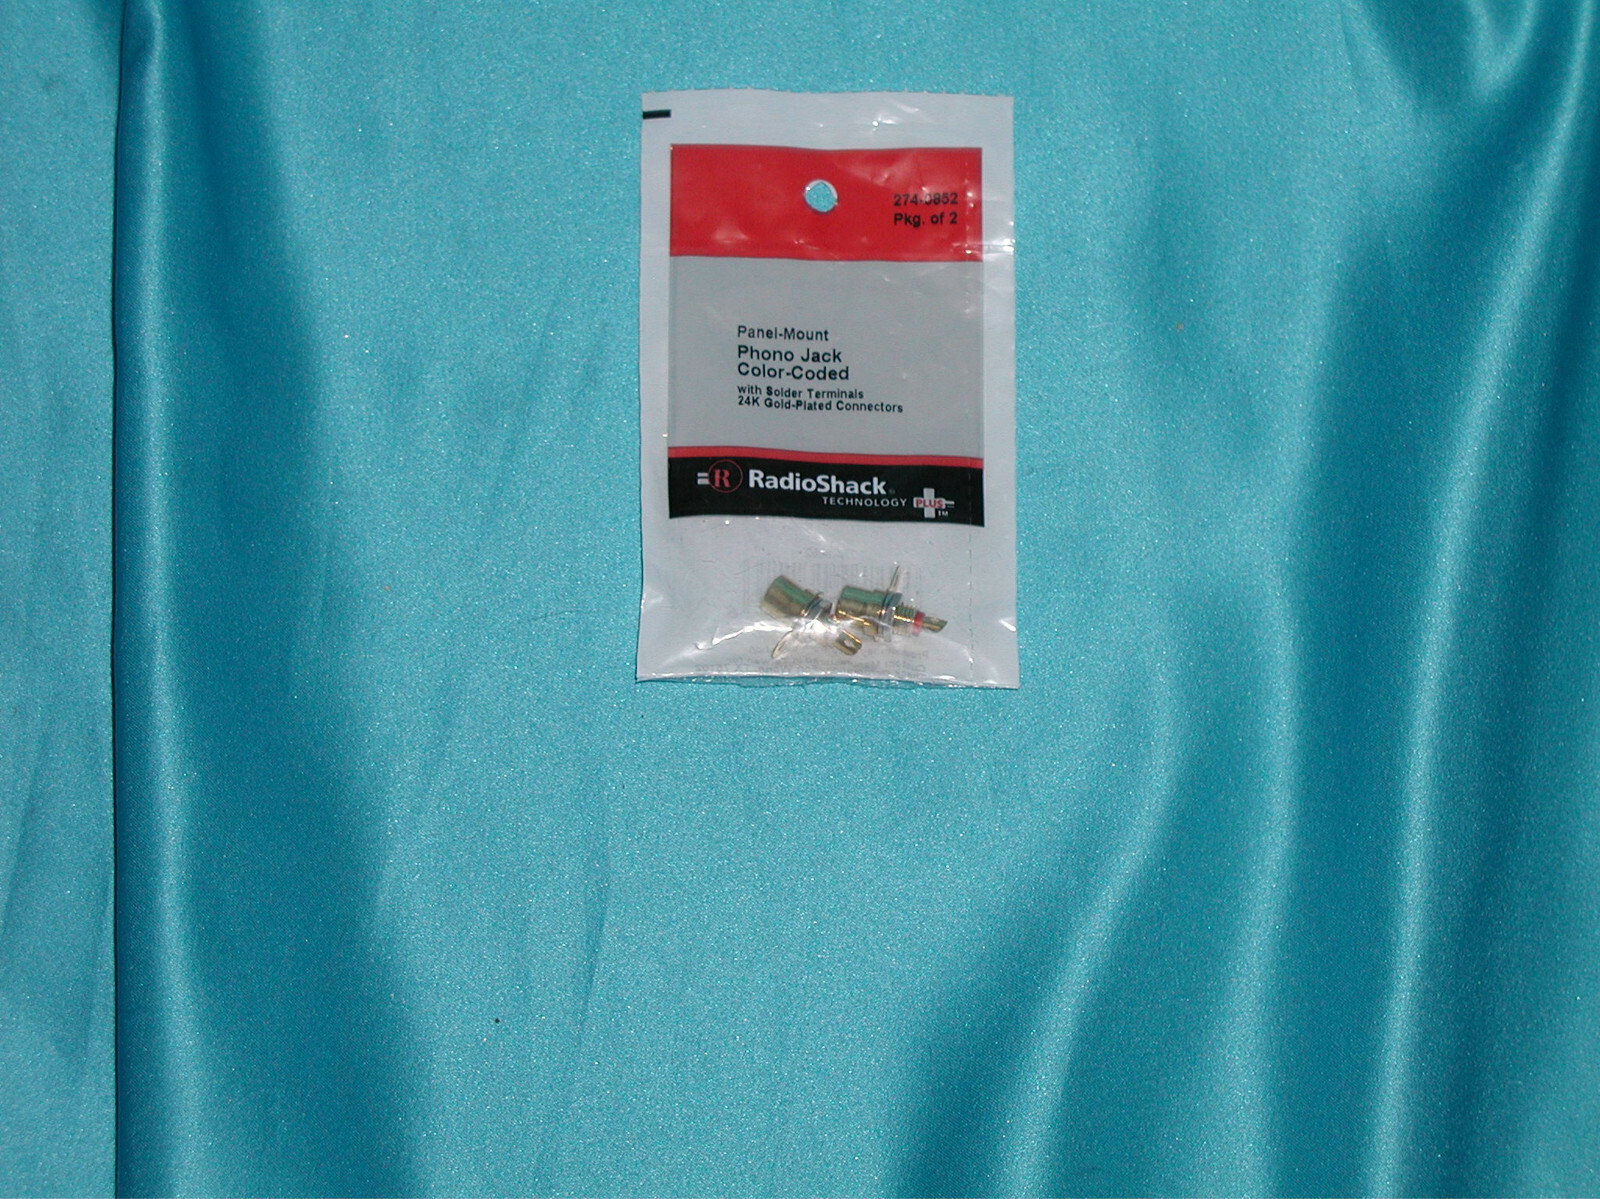 274-0852
Pkg. of 2
Panel-Mount
Phono Jack
Color-Coded
with Solder Terminals
24K Gold-Plated Connectors
R RadioShack
TECHNOLOGY PLUS TM